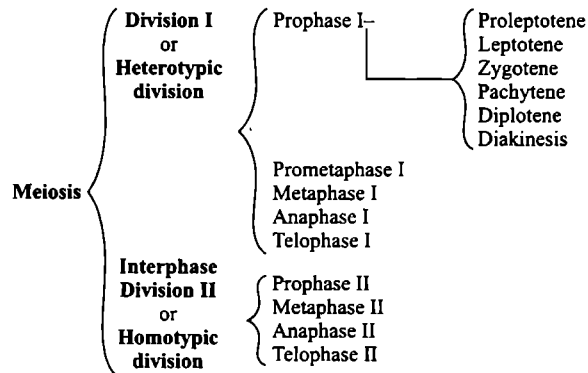 Meiosis
Division I
or
Heterotypic
division
Prophase I–
Proleptotene
Leptotene
Zygotene
Pachytene
Diplotene
Diakinesis
Prometaphase I
Metaphase I
Anaphase I
Telophase I
Interphase
Division II
or
Homotypic
division
Prophase II
Metaphase II
Anaphase II
Telophase II